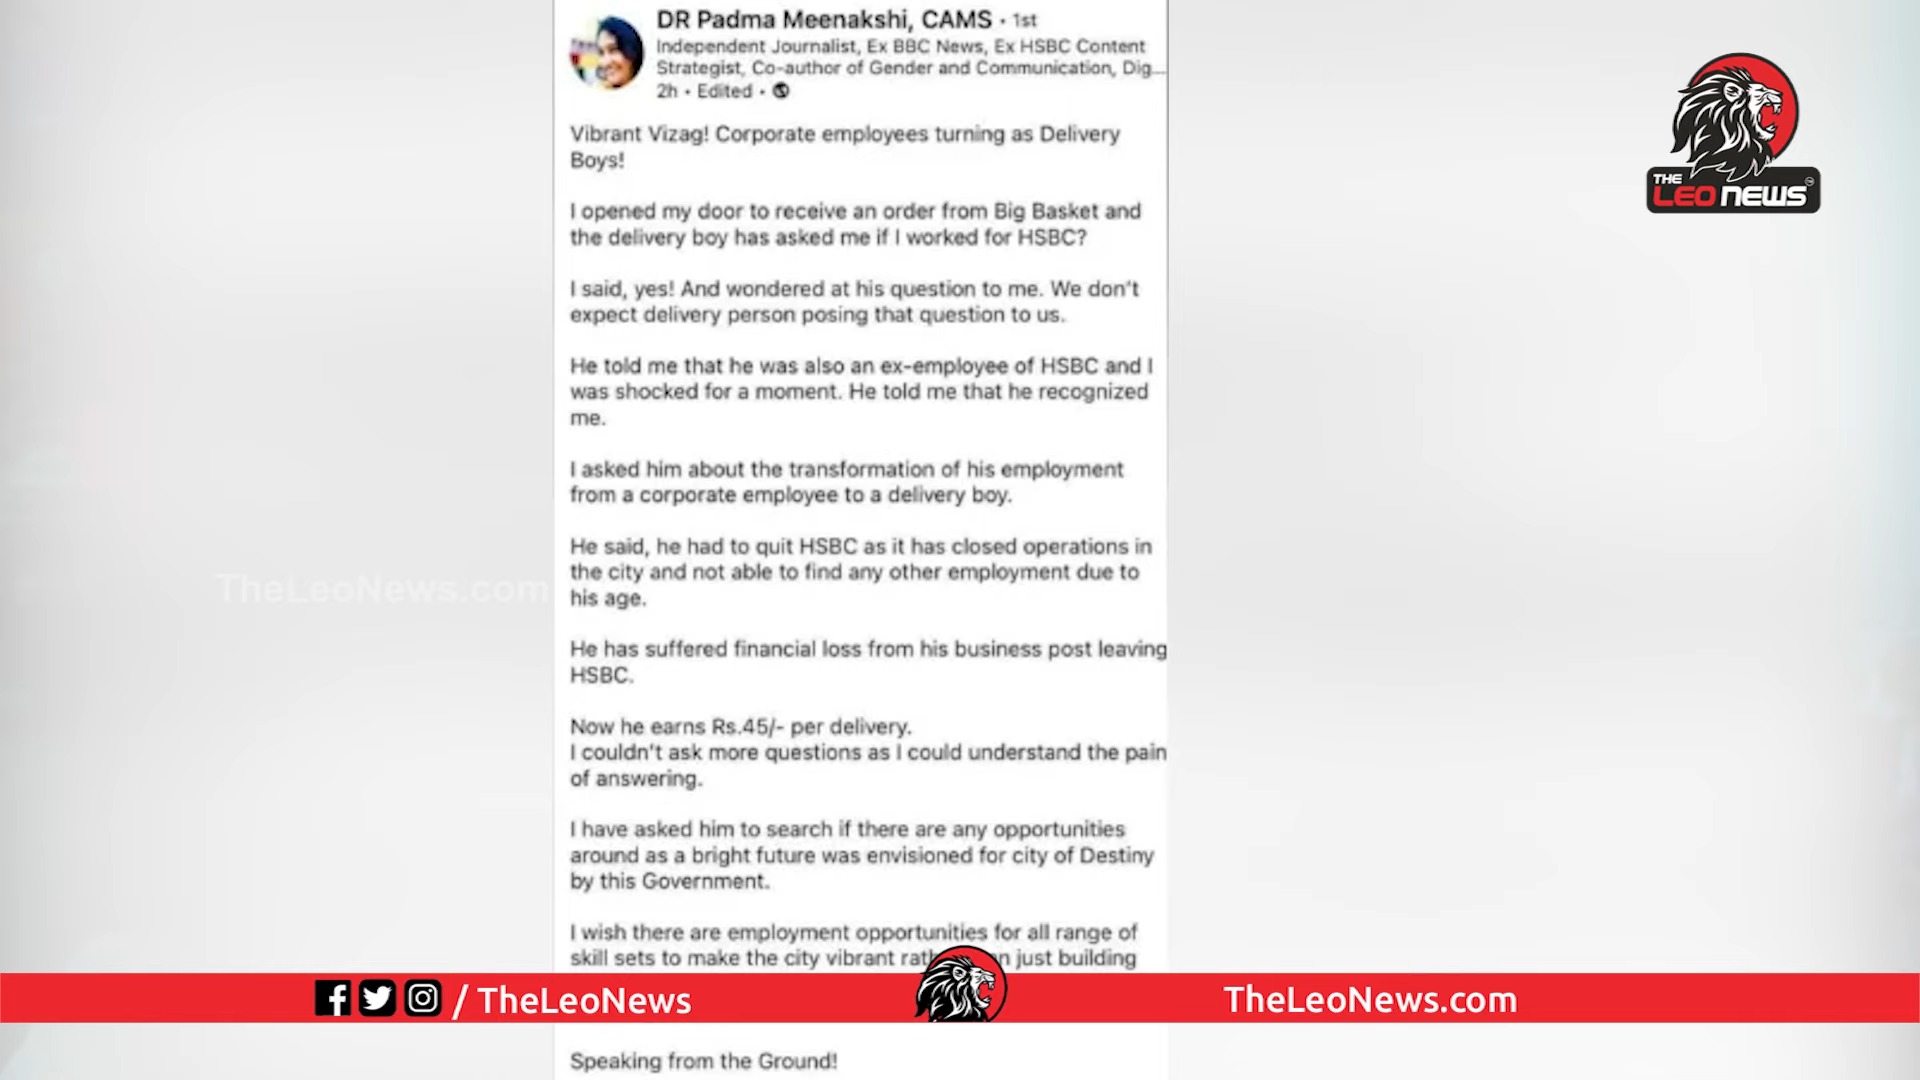 DR Padma Meenakshi, CAMS • 1st
Independent Journalist, Ex BBC News, Ex HSBC Content
Strategist, Co-author of Gender and Communication, Dig...
2h • Edited •
Vibrant Vizag! Corporate employees turning as Delivery
Boys!
I opened my door to receive an order from Big Basket and
the delivery boy has asked me if I worked for HSBC?
I said, yes! And wondered at his question to me. We don't
expect delivery person posing that question to us.
He told me that he was also an ex-employee of HSBC and I
was shocked for a moment. He told me that he recognized
me.
I asked him about the transformation of his employment
from a corporate employee to a delivery boy.
He said, he had to quit HSBC as it has closed operations in
the city and not able to find any other employment due to
his age.
He has suffered financial loss from his business post leaving
HSBC.
Now he earns Rs.45/- per delivery.
I couldn't ask more questions as I could understand the pain
of answering.
I have asked him to search if there are any opportunities
around as a bright future was envisioned for city of Destiny
by this Government.
I wish there are employment opportunities for all range of
skill sets to make the city vibrant just building
Speaking from the Ground!
THE
LEO NEWS
TheLeoNews.com
/ TheLeoNews
TheLeoNews.com